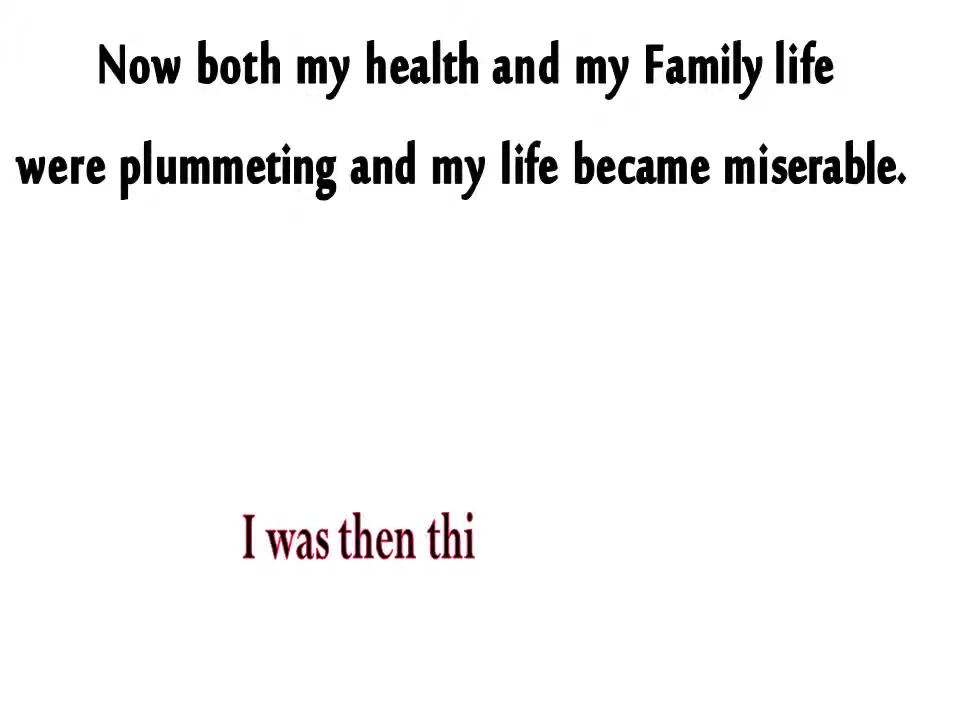 Now both my health and my Family life
were plummeting and my life became miserable.
I was then thi